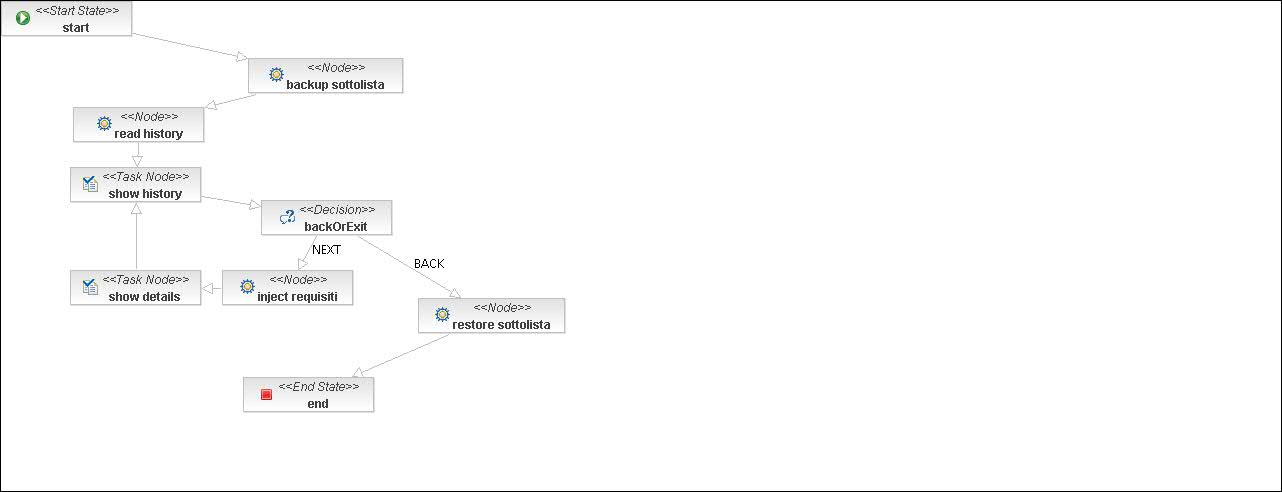 <<Start State>>
start
<<Node>>
backup sottolista
<<Node>>
read history
<<Task Node>>
show history
<<Decision>>
backOrExit
NEXT
BACK
<<Task Node>>
show details
<<Node>>
inject requisiti
<<Node>>
restore sottolista
<<End State>>
end